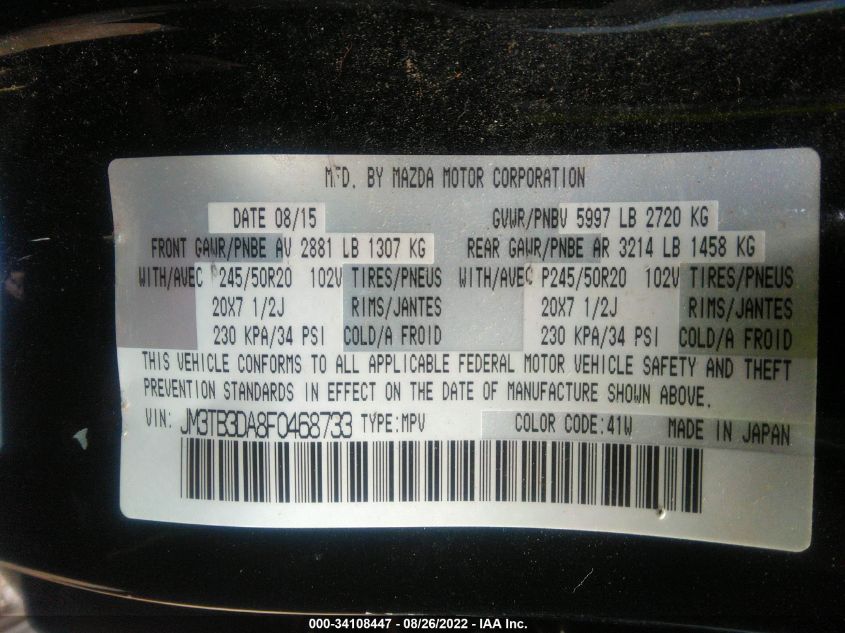 MFD. BY MAZDA MOTOR CORPORATION
DATE 08/15 GVWR/PNBV 5997 LB 2720 KG
FRONT GAWR/PNBE AV 2881 LB 1307 KG REAR GAWR/PNBE AR 3214 LB 1458 KG
WITH/AVEC P245/50R20 102V TIRES/PNEUS WITH/AVEC P245/50R20 102V TIRES/PNEUS
20X7 1/2J RIMS/JANTES 20X7 1/2J RIMS/JANTES
230 KPA/34 PSI COLD/A FROID 230 KPA/34 PSI COLD/A FROID
THIS VEHICLE CONFORMS TO ALL APPLICABLE FEDERAL MOTOR VEHICLE SAFETY AND THEFT
PREVENTION STANDARDS IN EFFECT ON THE DATE OF MANUFACTURE SHOWN ABOVE.
VIN: JM3TB3DA8F0468733 TYPE:MPV COLOR CODE:41W MADE IN JAPAN
000-34108447 - 08/26/2022 - IAA Inc.